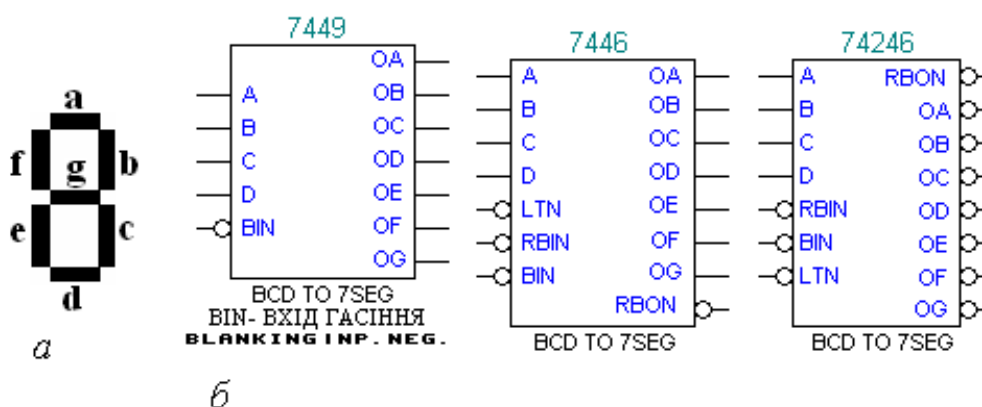 a
f g b
e c
d
а
7449
OA
A OB
B OC
C OD
D OE
BIN OF
OG
BCD TO 7SEG
BIN- ВХІД ГАСІННЯ
BLANKING INP. NEG.
б
7446
A OA
B OB
C OC
D OD
LTN OE
RBIN OF
BIN OG
RBON
BCD TO 7SEG
74246
A RBON
B OA
C OB
D OC
RBIN OD
BIN OE
LTN OF
OG
BCD TO 7SEG